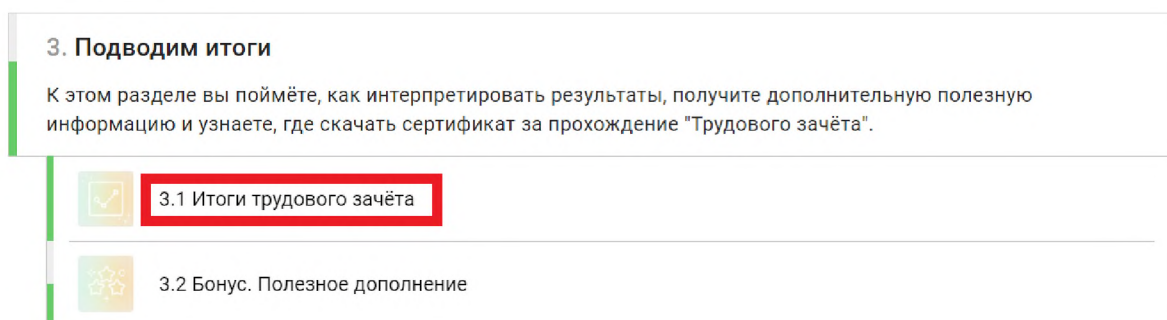 3. Подводим итоги
К этом разделе вы поймёте, как интерпретировать результаты, получите дополнительную полезную
информацию и узнаете, где скачать сертификат за прохождение "Трудового зачёта".
3.1 Итоги трудового зачёта
3.2 Бонус. Полезное дополнение